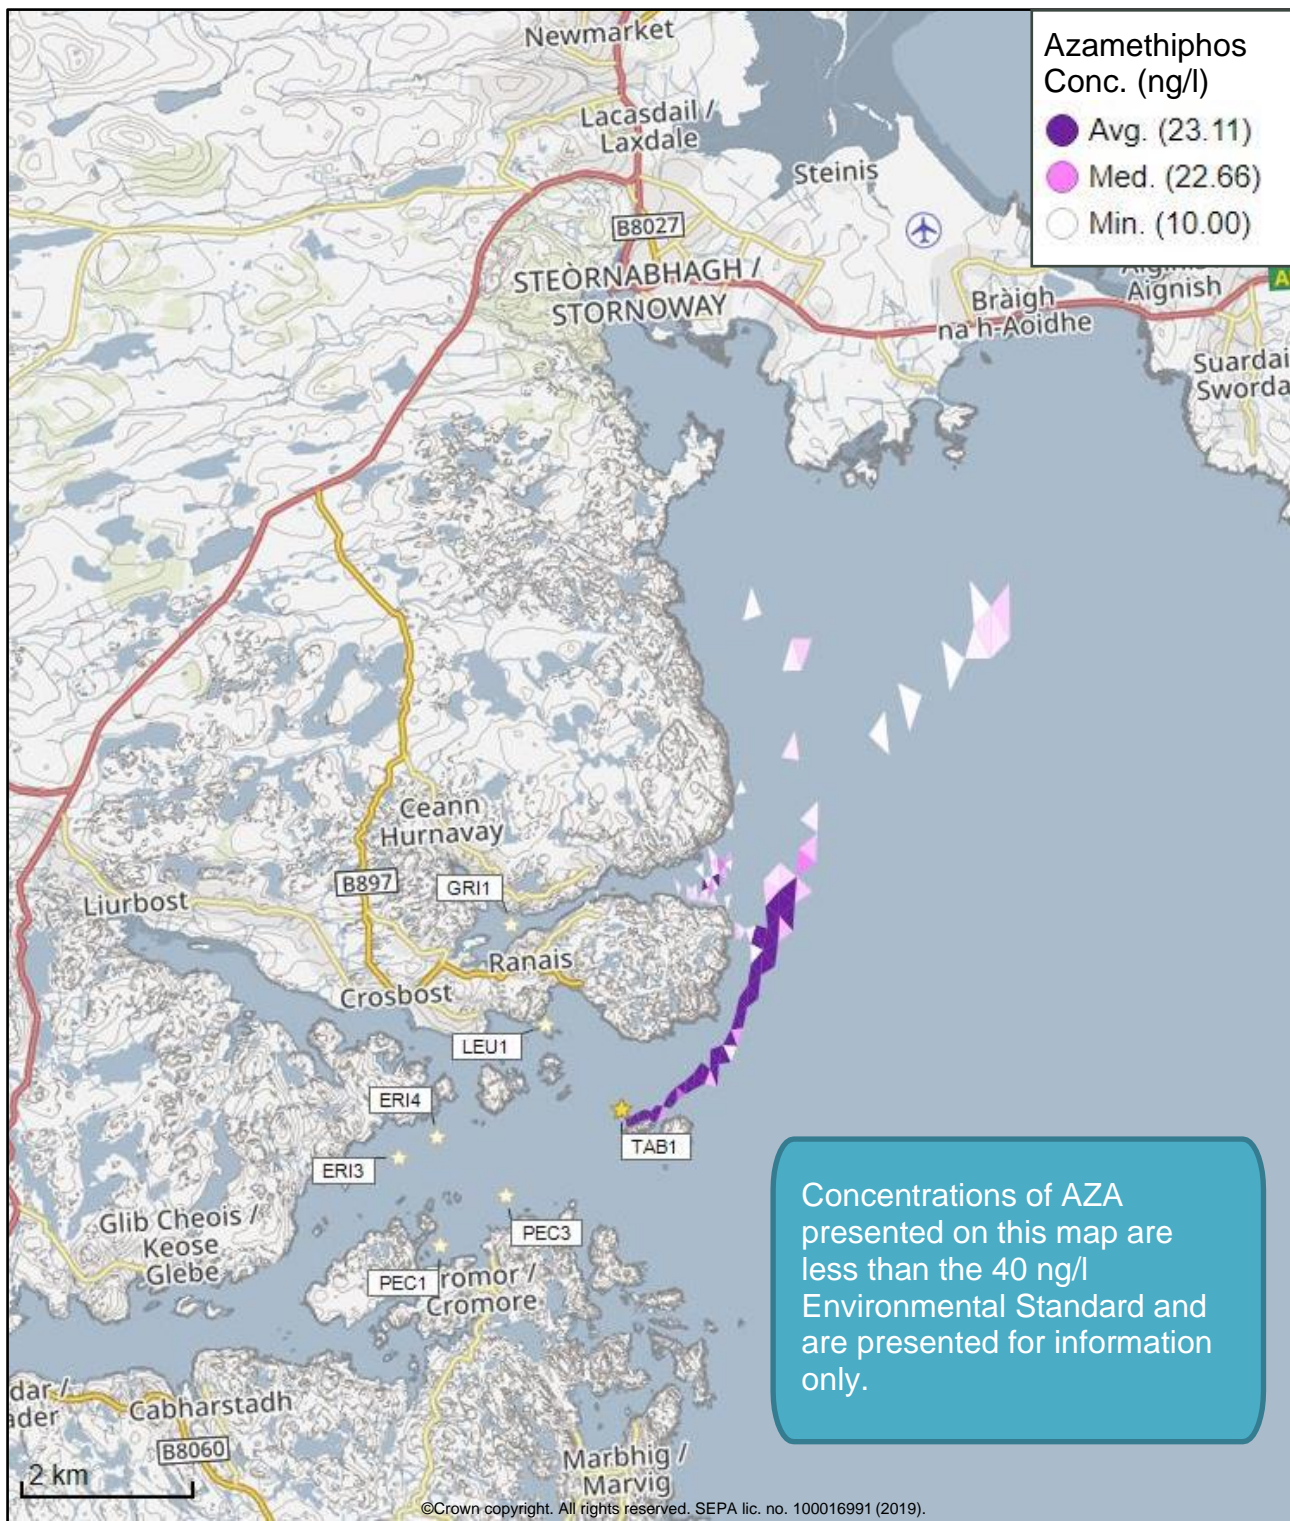 Newmarket
Azamethiphos
Conc. (ng/l)
Avg. (23.11)
Med. (22.66)
Min. (10.00)
Lacasdail /
Laxdale
Steinis
B8027
STEÒRNABHAGH /
STORNOWAY
A
Aignish
Bràigh
na h-Aoidhe
Suardai
Sworda
Ceann
Hurnavay
B897
GRI1
Liurbost
Ranais
Crosbost
LEU1
ERI4
TAB1
ERI3
Glib Cheois /
Keose
Glebe
PEC3
PEC1
romor /
Cromore
Concentrations of AZA
presented on this map are
less than the 40 ng/l
Environmental Standard and
are presented for information
only.
dar /
ader
Cabharstadh
B8060
Marbhig /
Marvig
2 km
©Crown copyright. All rights reserved. SEPA lic. no. 100016991 (2019).